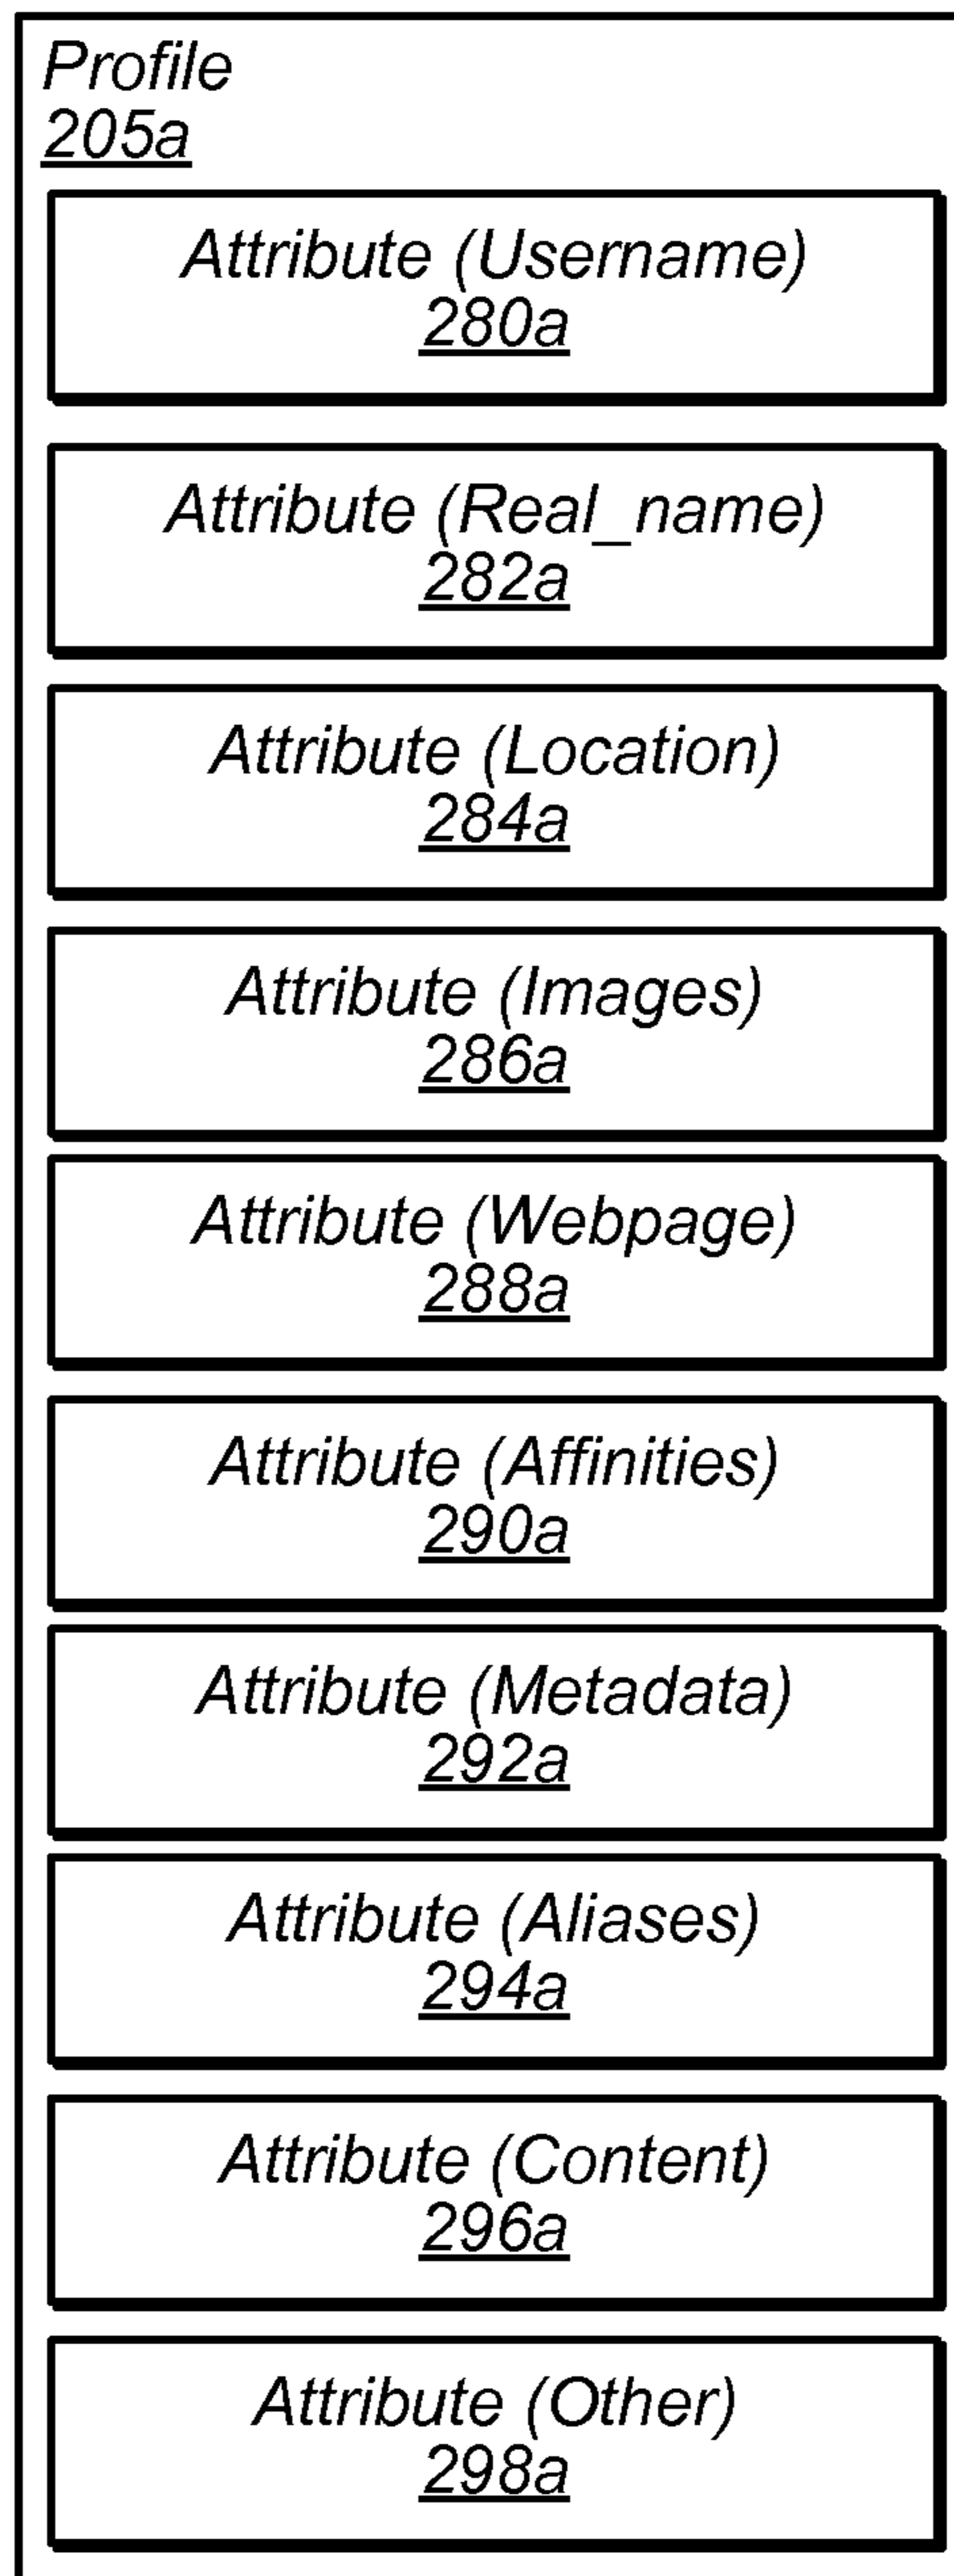 Profile
205a
Attribute (Username)
280a
Attribute (Real_name)
282a
Attribute (Location)
284a
Attribute (Images)
286a
Attribute (Webpage)
288a
Attribute (Affinities)
290a
Attribute (Metadata)
292a
Attribute (Aliases)
294a
Attribute (Content)
296a
Attribute (Other)
298a